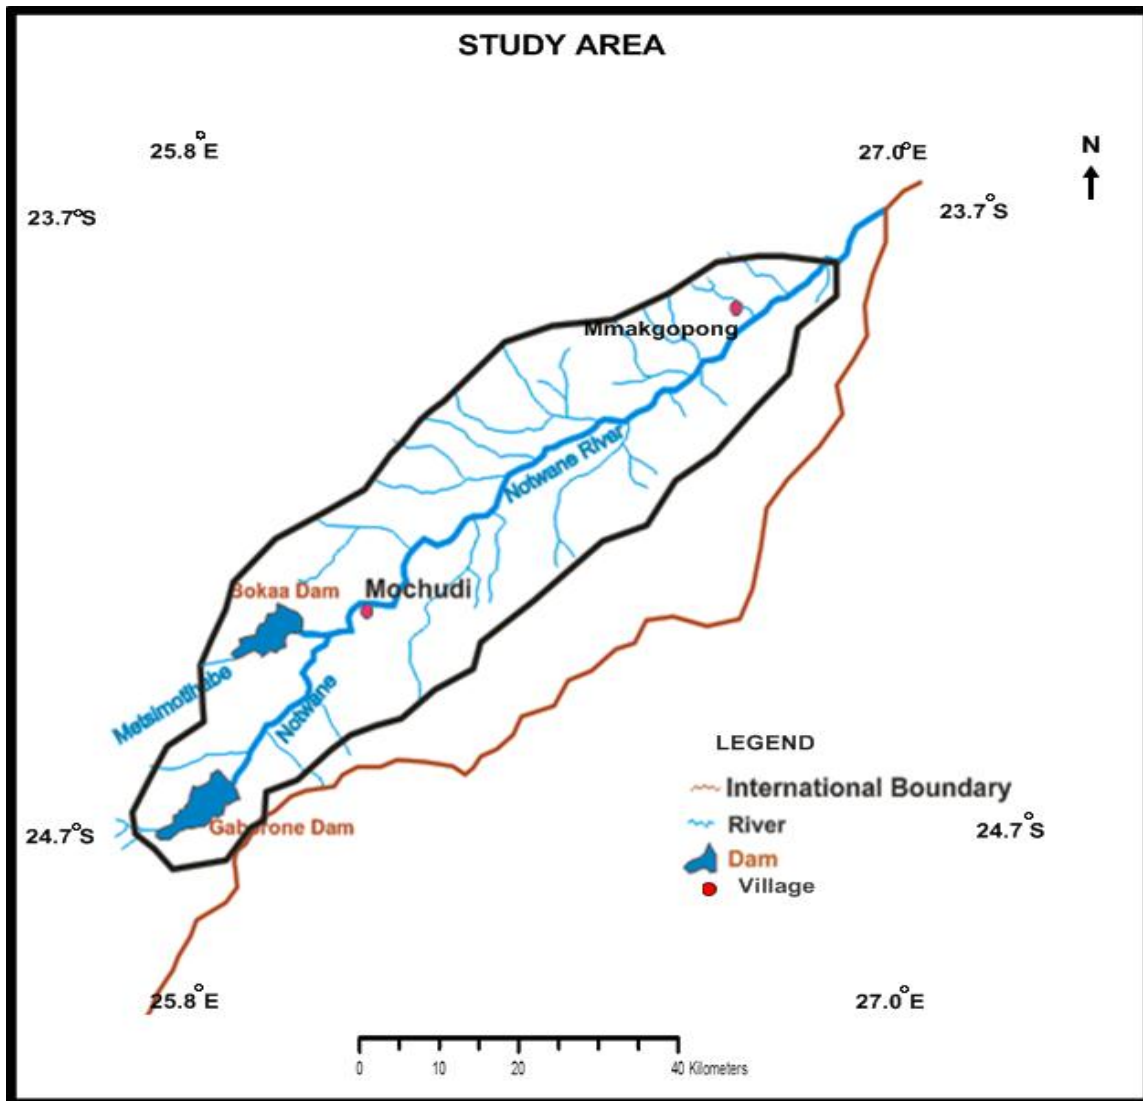 STUDY AREA
25.8°E
27.0°E
N
23.7°S
23.7°S
Mmakgopong
Notwane River
Bokaa Dam
Mochudi
Metsimotlhabe
Notwane
LEGEND
International Boundary
River
Dam
Village
Gaborone Dam
24.7°S
24.7°S
25.8°E
27.0°E
0 10 20 40 Kilometers